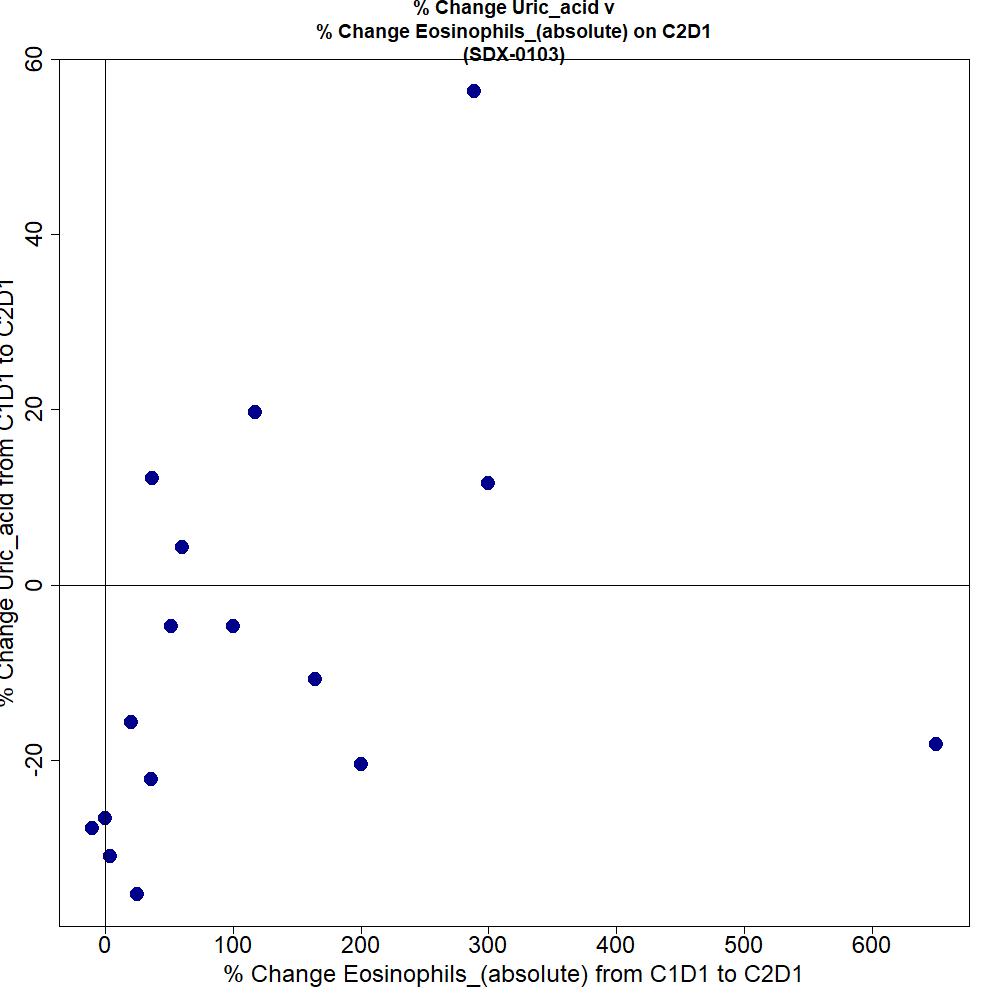 % Change Uric_acid v
% Change Eosinophils_(absolute) on C2D1
(SDX-0103)
60
40
20
0
-20
% Change Uric_acid from C1D1 to C2D1
0 100 200 300 400 500 600
% Change Eosinophils_(absolute) from C1D1 to C2D1